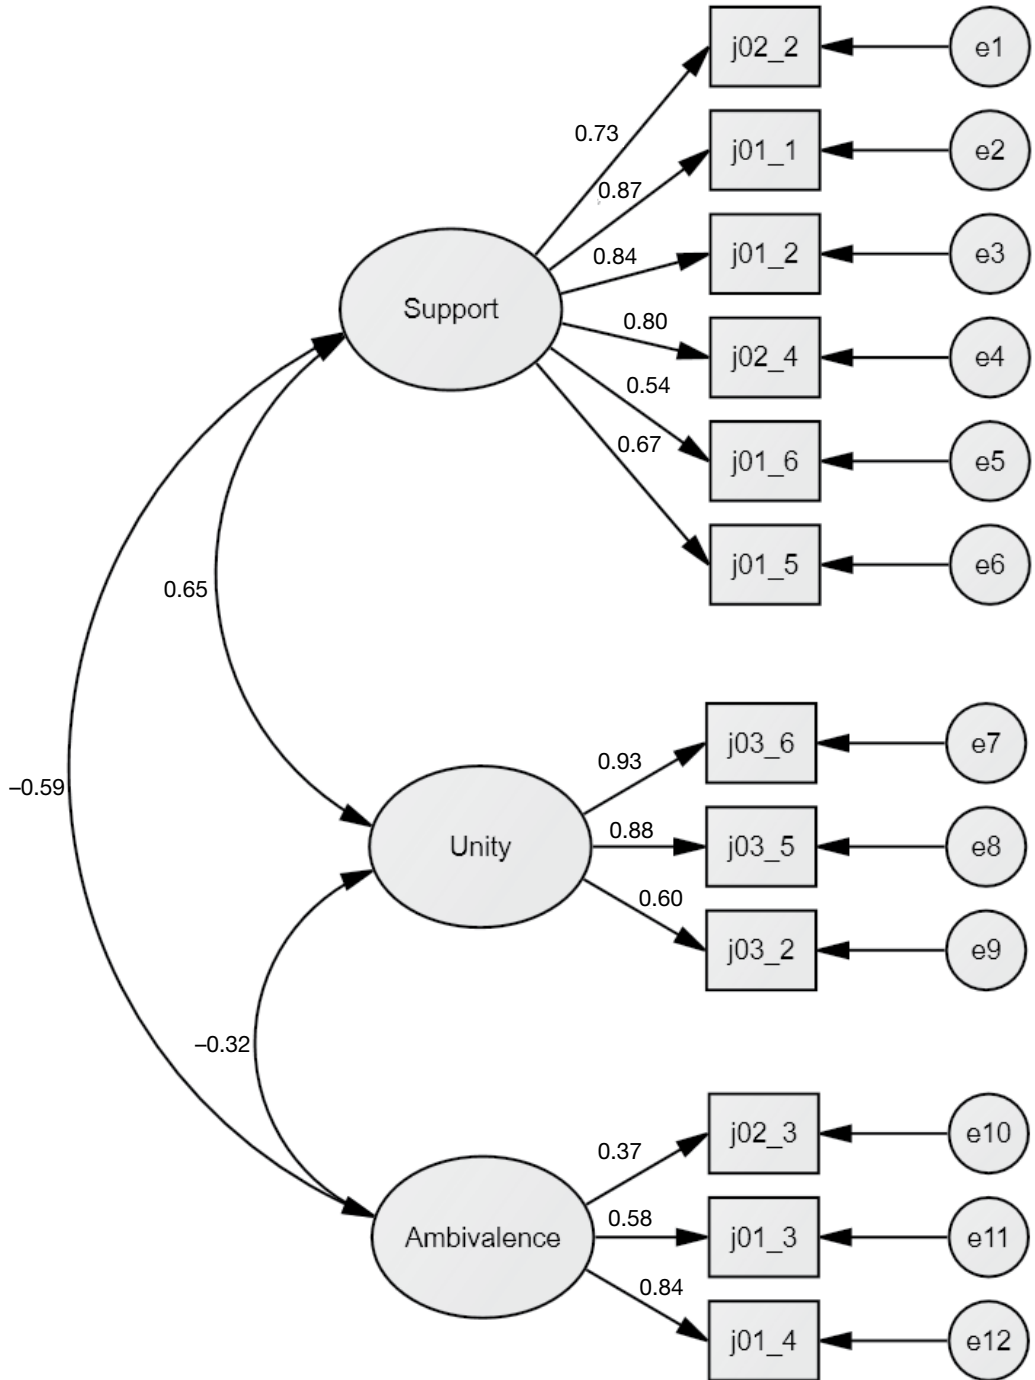 j02_2
e1
0.73
j01_1
e2
0.87
j01_2
e3
0.84
Support
0.80
j02_4
e4
0.54
0.67
j01_6
e5
j01_5
e6
0.65
j03_6
e7
0.93
–0.59
0.88
Unity
j03_5
e8
0.60
j03_2
e9
–0.32
j02_3
e10
0.37
0.58
Ambivalence
j01_3
e11
0.84
j01_4
e12